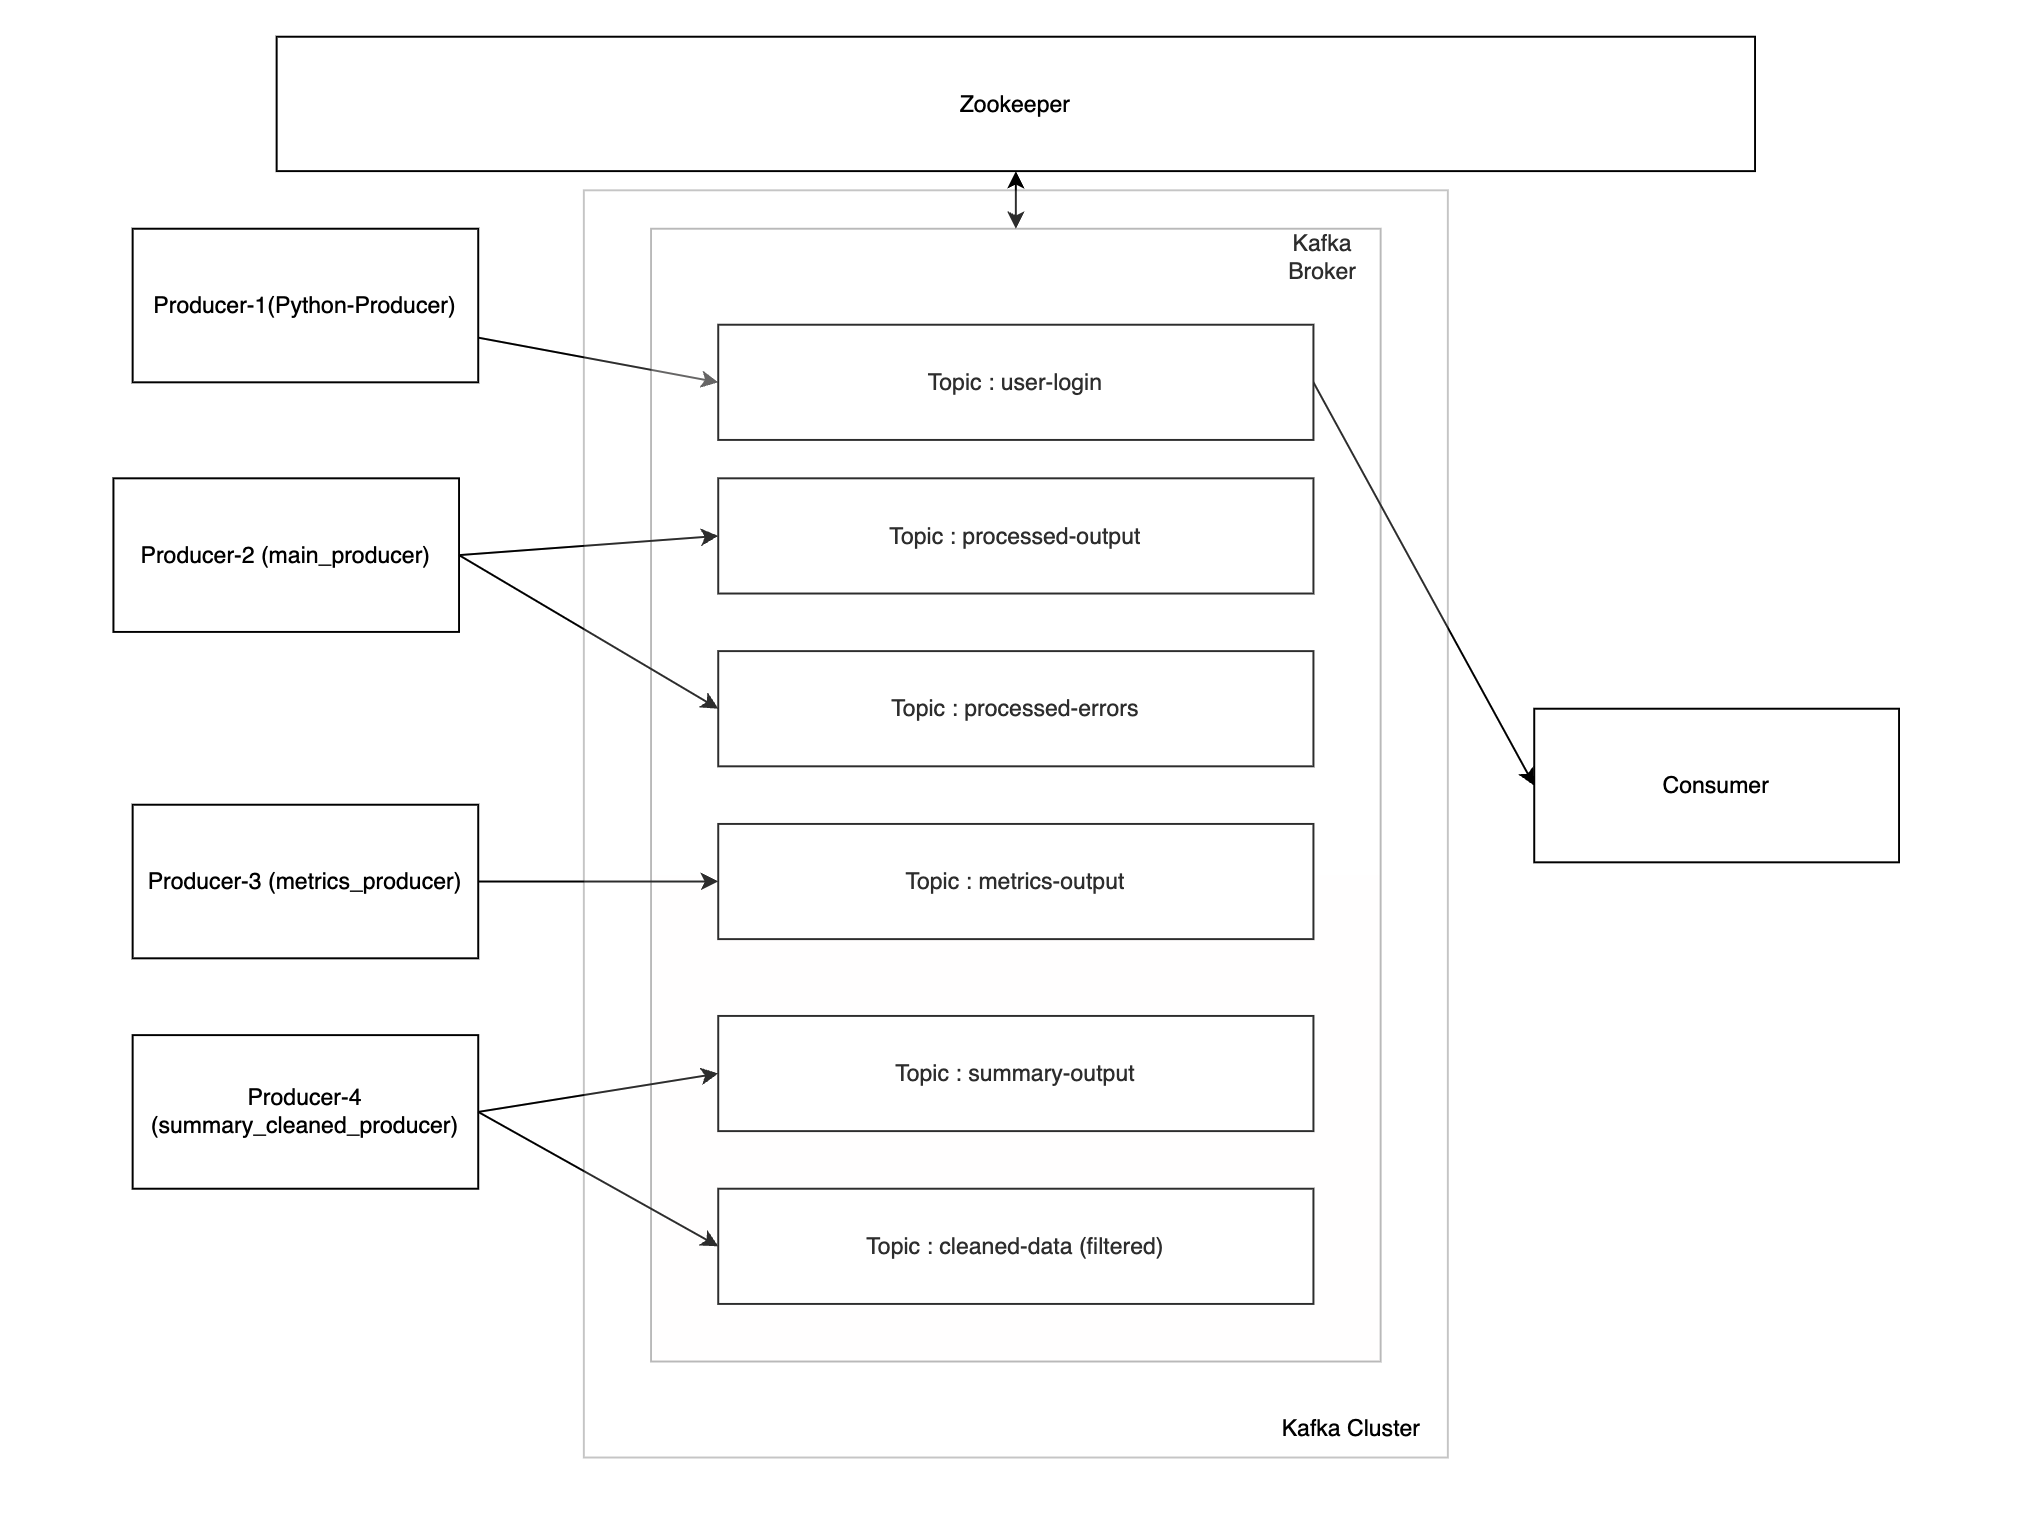 Zookeeper
Kafka
Broker
Producer-1(Python-Producer)
Topic : user-login
Topic : processed-output
Producer-2 (main_producer)
Topic : processed-errors
Consumer
Producer-3 (metrics_producer)
Topic : metrics-output
Topic : summary-output
Producer-4
(summary_cleaned_producer)
Topic : cleaned-data (filtered)
Kafka Cluster